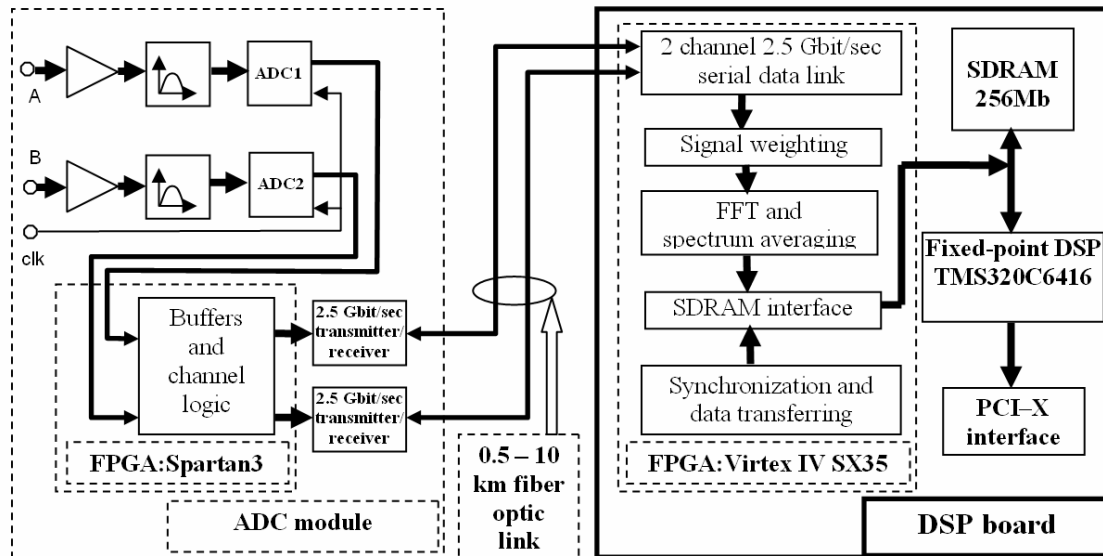 A
ADC1
B
ADC2
clk
Buffers
and
channel
logic
2.5 Gbit/sec
transmitter/
receiver
2.5 Gbit/sec
transmitter/
receiver
FPGA:Spartan3
ADC module
0.5 – 10
km fiber
optic
link
2 channel 2.5 Gbit/sec
serial data link
Signal weighting
FFT and
spectrum averaging
SDRAM interface
Synchronization and
data transferring
FPGA:Virtex IV SX35
SDRAM
256Mb
Fixed-point DSP
TMS320C6416
PCI–X
interface
DSP board